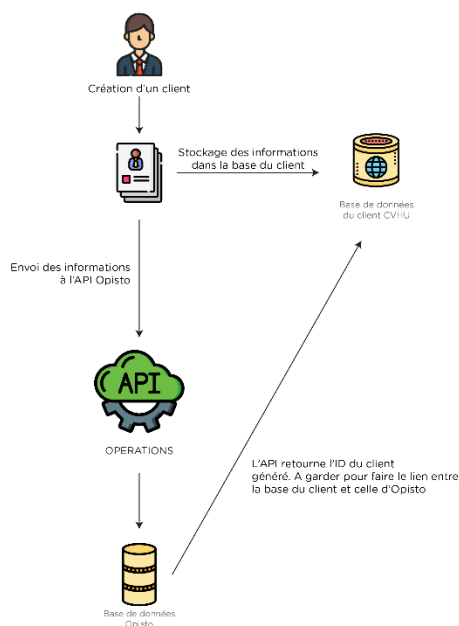 Création d'un client
Stockage des informations
dans la base du client
Base de données
du client CVHU
Envoi des informations
à l'API Opisto
API
OPERATIONS
L'API retourne l'ID du client
généré. A garder pour faire le lien entre
la base du client et celle d'Opisto
Base de données
Opisto